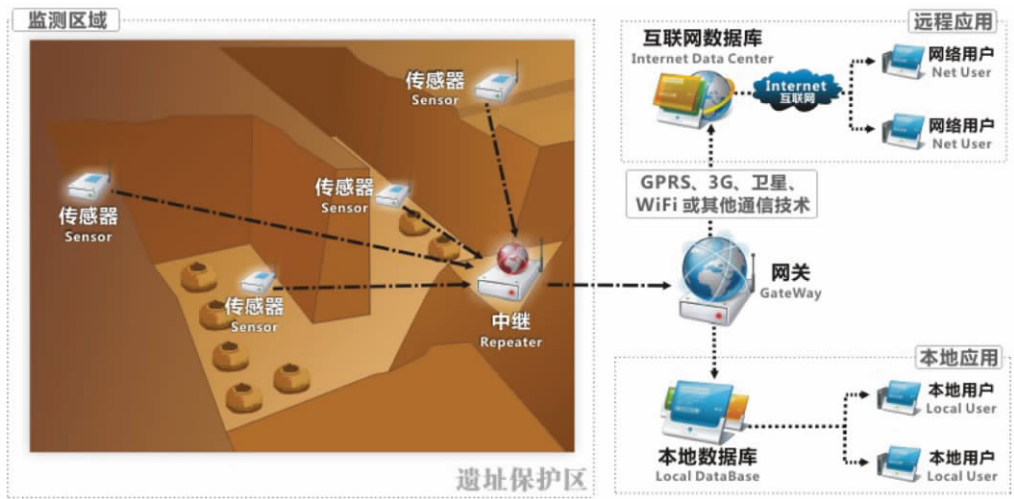 监测区域
传感器
Sensor
传感器
Sensor
传感器
Sensor
传感器
Sensor
中继
Repeater
遗址保护区
远程应用
互联网数据库
Internet Data Center
Internet
互联网
网络用户
Net User
网络用户
Net User
GPRS、3G、卫星、
WiFi 或其他通信技术
网关
GateWay
本地应用
本地数据库
Local DataBase
本地用户
Local User
本地用户
Local User